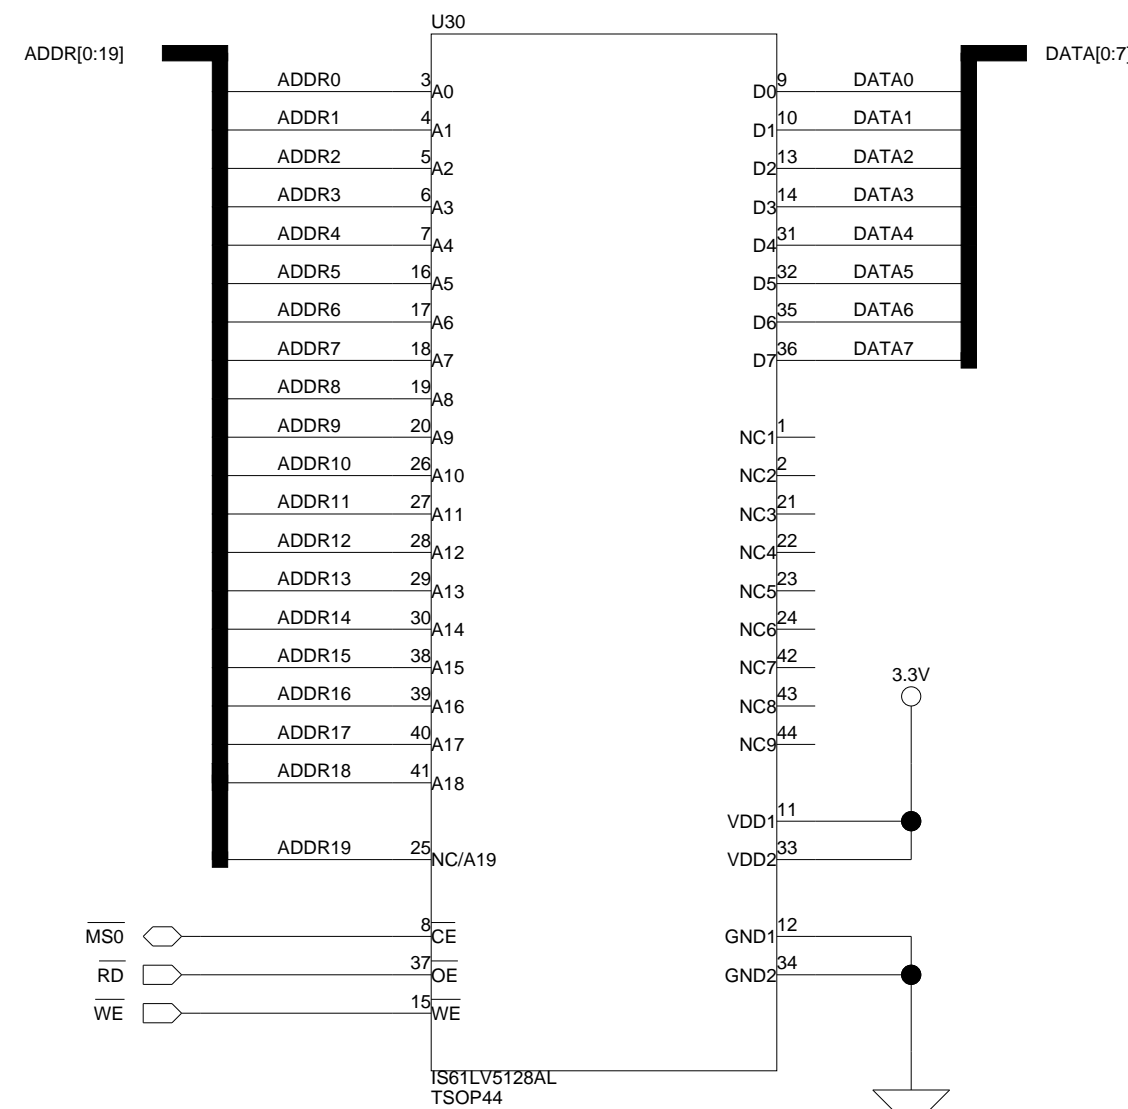 U30
ADDR[0:19]
DATA[0:7]
ADDR0 3 A0 D0 9 DATA0
ADDR1 4 A1 D1 10 DATA1
ADDR2 5 A2 D2 13 DATA2
ADDR3 6 A3 D3 14 DATA3
ADDR4 7 A4 D4 31 DATA4
ADDR5 16 A5 D5 32 DATA5
ADDR6 17 A6 D6 35 DATA6
ADDR7 18 A7 D7 36 DATA7
ADDR8 19 A8
ADDR9 20 A9 NC1 1
ADDR10 26 A10 NC2 2
ADDR11 27 A11 NC3 21
ADDR12 28 A12 NC4 22
ADDR13 29 A13 NC5 23
ADDR14 30 A14 NC6 24
ADDR15 38 A15 NC7 42
3.3V
ADDR16 39 A16 NC8 43
ADDR17 40 A17 NC9 44
ADDR18 41 A18
VDD1 11
ADDR19 25 NC/A19 VDD2 33
MS0 8 CE GND1 12
RD 37 OE GND2 34
WE 15 WE
IS61LV5128AL
TSOP44